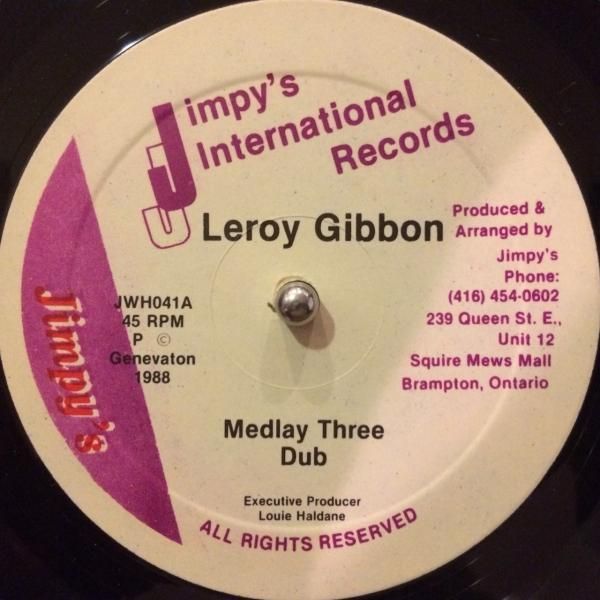 Jimpy's
International
Records
Leroy Gibbon
Produced &
Arranged by
Jimpy's
Phone:
(416) 454-0602
239 Queen St. E.,
Unit 12
Squire Mews Mall
Brampton, Ontario
Jimpy's
JWH041A
45 RPM
P ©
Genevaton
1988
Medlay Three
Dub
Executive Producer
Louie Haldane
ALL RIGHTS RESERVED